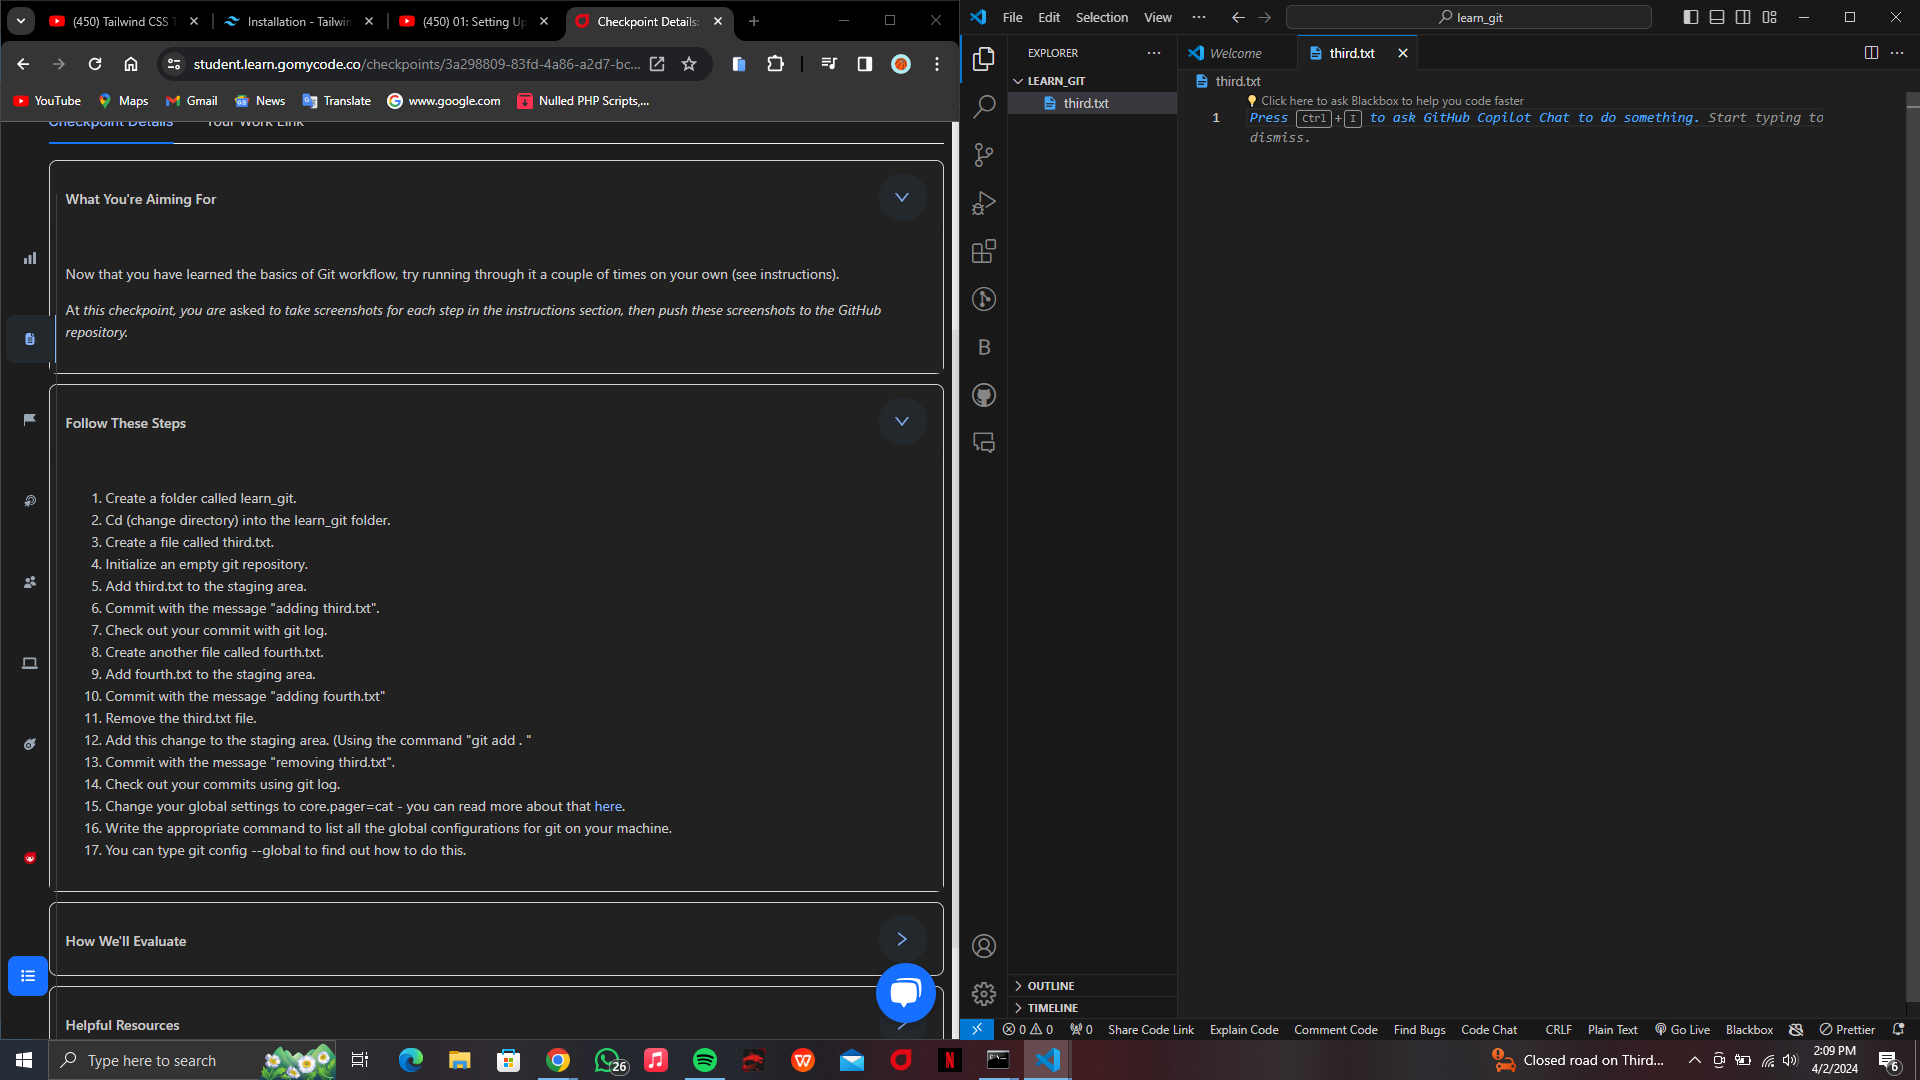 (450) Tailwind CSS T
Installation - Tailwin
(450) 01: Setting Up
Checkpoint Details:
student.learn.gomycode.co/checkpoints/3a298809-83fd-4a86-a2d7-bc...
YouTube
Maps
Gmail
News
Translate
www.google.com
Nulled PHP Scripts,...
Checkpoint Details
Your Work Link
What You're Aiming For
Now that you have learned the basics of Git workflow, try running through it a couple of times on your own (see instructions).
At this checkpoint, you are asked to take screenshots for each step in the instructions section, then push these screenshots to the GitHub
repository.
Follow These Steps
1. Create a folder called learn_git.
2. Cd (change directory) into the learn_git folder.
3. Create a file called third.txt.
4. Initialize an empty git repository.
5. Add third.txt to the staging area.
6. Commit with the message "adding third.txt".
7. Check out your commit with git log.
8. Create another file called fourth.txt.
9. Add fourth.txt to the staging area.
10. Commit with the message "adding fourth.txt"
11. Remove the third.txt file.
12. Add this change to the staging area. (Using the command "git add . "
13. Commit with the message "removing third.txt".
14. Check out your commits using git log.
15. Change your global settings to core.pager=cat - you can read more about that here.
16. Write the appropriate command to list all the global configurations for git on your machine.
17. You can type git config --global to find out how to do this.
How We'll Evaluate
Helpful Resources
File Edit Selection View ...
learn_git
EXPLORER
LEARN_GIT
third.txt
OUTLINE
TIMELINE
Welcome
third.txt
third.txt
Click here to ask Blackbox to help you code faster
1 Press Ctrl + I to ask GitHub Copilot Chat to do something. Start typing to
dismiss.
B
0 0 0 Share Code Link Explain Code Comment Code Find Bugs Code Chat CRLF Plain Text Go Live Blackbox Prettier
Type here to search
26
Closed road on Third...
2:09 PM
4/2/2024
6